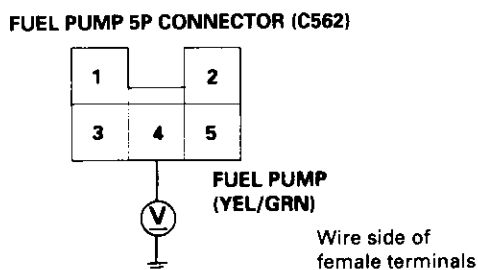 FUEL PUMP 5P CONNECTOR (C562)
1 2
3 4 5
FUEL PUMP
(YEL/GRN)
V
Wire side of
female terminals